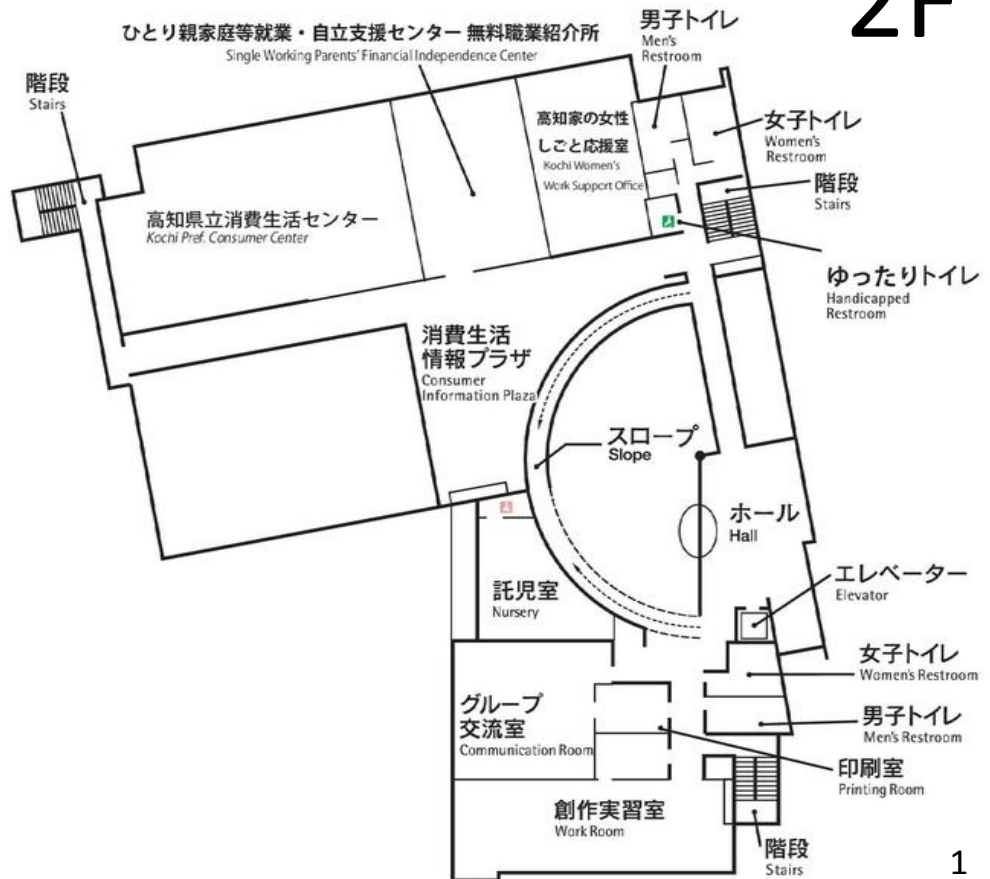 2F
ひとり親家庭等就業・自立支援センター 無料職業紹介所
Single Working Parents' Financial Independence Center
男子トイレ
Men's
Restroom
階段
Stairs
高知家の女性
しごと応援室
Kochi Women's
Work Support Office
女子トイレ
Women's
Restroom
階段
Stairs
高知県立消費生活センター
Kochi Pref. Consumer Center
ゆったりトイレ
Handicapped
Restroom
消費生活
情報プラザ
Consumer
Information Plaza
スロープ
Slope
ホール
Hall
託児室
Nursery
エレベーター
Elevator
女子トイレ
Women's Restroom
グループ
交流室
Communication Room
男子トイレ
Men's Restroom
印刷室
Printing Room
創作実習室
Work Room
階段
Stairs
1